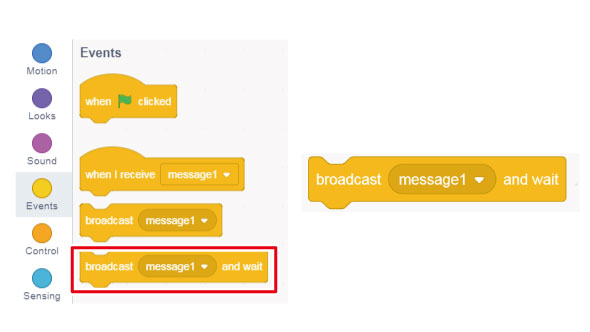 Motion
Looks
Sound
Events
Control
Sensing
Events
when clicked
when I receive message1
broadcast message1
broadcast message1 and wait
broadcast message1 and wait